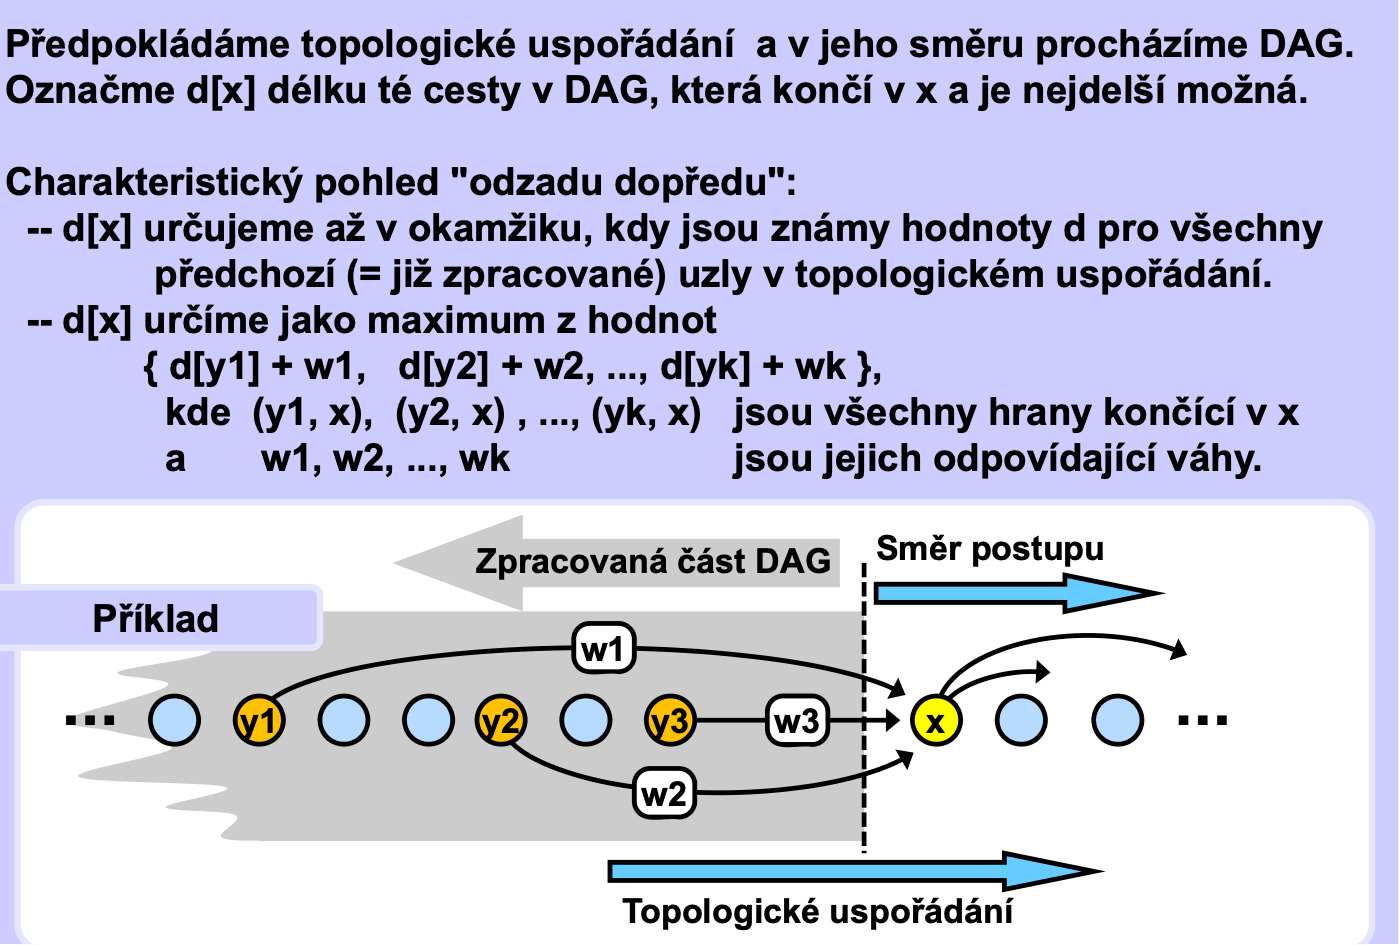 Předpokládáme topologické uspořádání a v jeho směru procházíme DAG.
Označme d[x] délku té cesty v DAG, která končí v x a je nejdelší možná.
Charakteristický pohled "odzadu dopředu":
-- d[x] určujeme až v okamžiku, kdy jsou známy hodnoty d pro všechny
předchozí (= již zpracované) uzly v topologickém uspořádání.
-- d[x] určíme jako maximum z hodnot
{ d[y1] + w1, d[y2] + w2, ..., d[yk] + wk },
kde (y1, x), (y2, x) , ..., (yk, x) jsou všechny hrany končící v x
a w1, w2, ..., wk jsou jejich odpovídající váhy.
Zpracovaná část DAG
Směr postupu
Příklad
w1
... y1 y2 y3 w3 x ...
w2
Topologické uspořádání